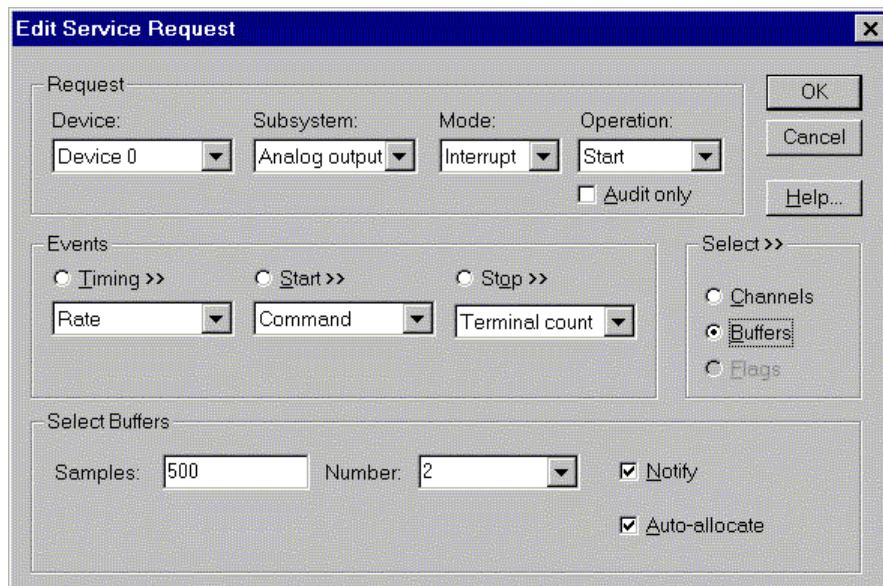 Edit Service Request
Request
Device: Subsystem: Mode: Operation:
Device 0 Analog output Interrupt Start
Audit only
OK
Cancel
Help...
Events
Timing >> Start >> Stop >>
Rate Command Terminal count
Select >>
Channels
Buffers
Flags
Select Buffers
Samples: 500 Number: 2 Notify
Auto-allocate